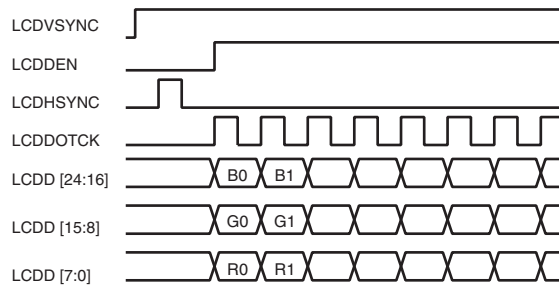 LCDVSYNC
LCDDEN
LCDHSYNC
LCDDOTCK
LCDD [24:16] B0 B1
LCDD [15:8] G0 G1
LCDD [7:0] R0 R1